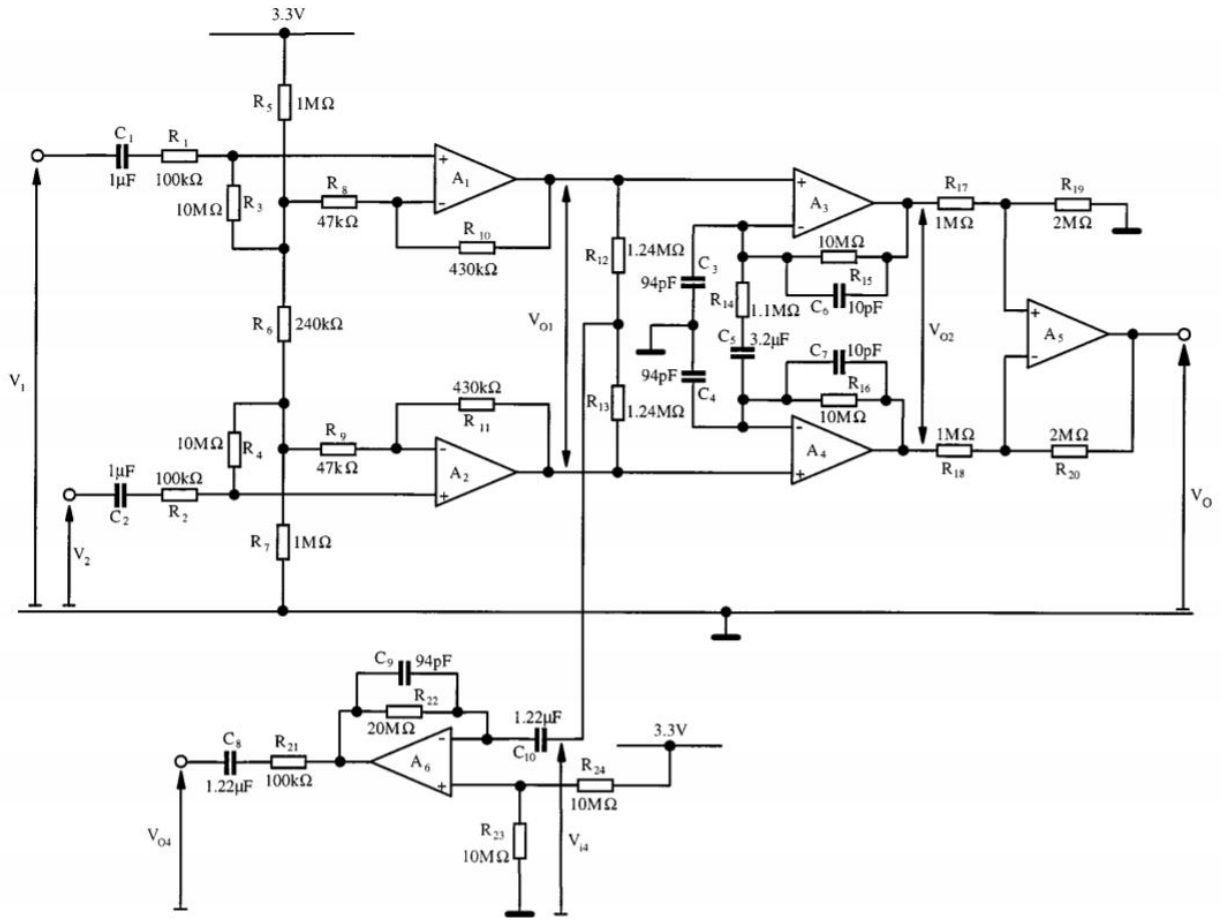 3.3V
R5
1MΩ
C1
R1
1μF
100kΩ
+
A1
-
A3
R17
R19
1MΩ
2MΩ
R3
10MΩ
R8
47kΩ
R10
430kΩ
R12
1.24MΩ
C3
94pF
10MΩ
R15
C6
10pF
R14
1.1MΩ
C5
3.2μF
R6
240kΩ
VO1
VO2
+
A5
-
V1
C7
10pF
94pF
C4
R16
10MΩ
430kΩ
R11
R13
1.24MΩ
10MΩ
R4
R9
47kΩ
-
A2
+
-
A4
+
1MΩ
R18
2MΩ
R20
1μF
C2
100kΩ
R2
V2
VO
R7
1MΩ
C9
94pF
R22
20MΩ
1.22μF
C10
3.3V
C8
1.22μF
R21
100kΩ
-
A6
+
R24
10MΩ
R23
10MΩ
VO4
Vi4